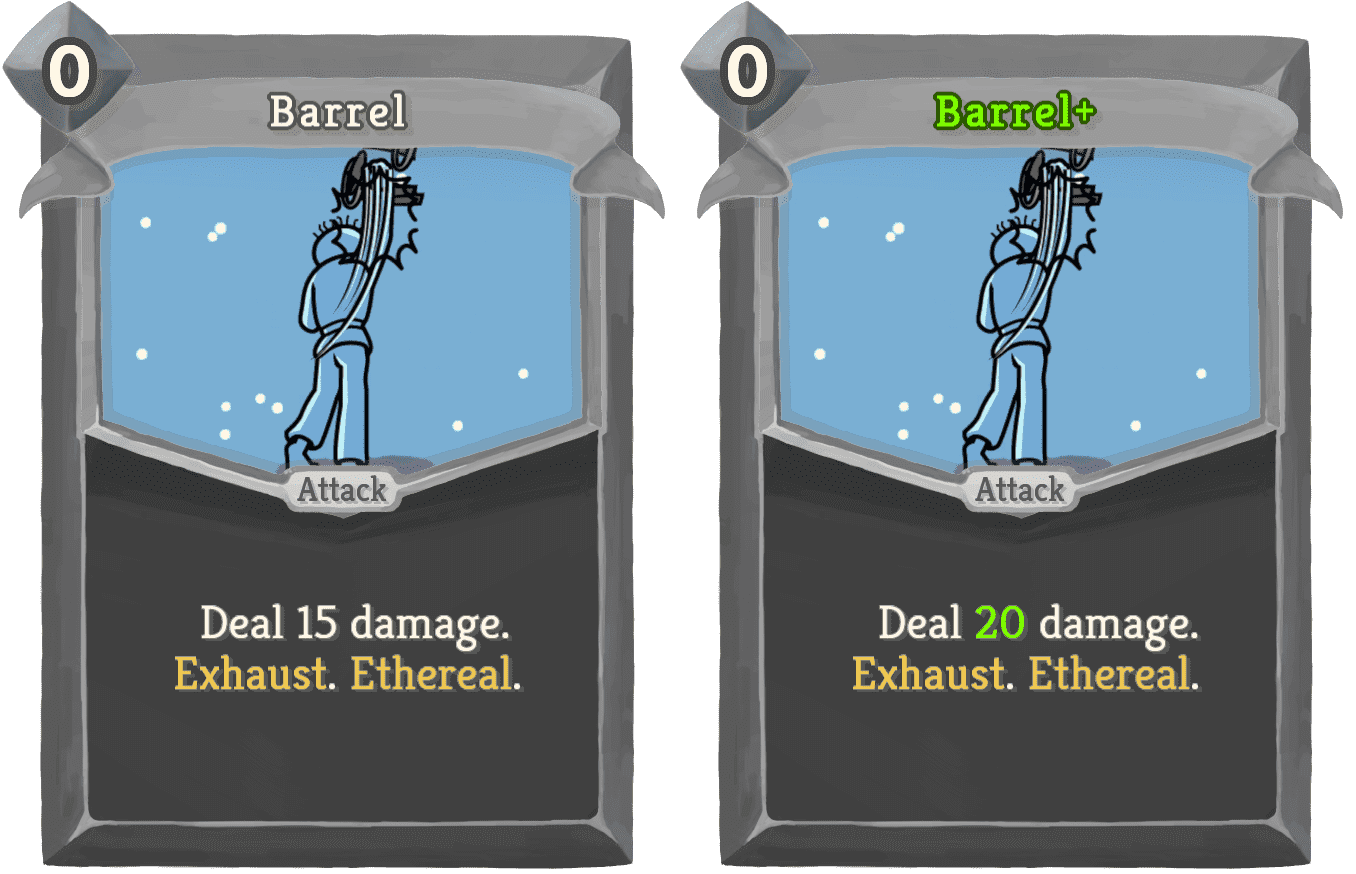 0
Barrel
Attack
Deal 15 damage.
Exhaust. Ethereal.
0
Barrel+
Attack
Deal 20 damage.
Exhaust. Ethereal.